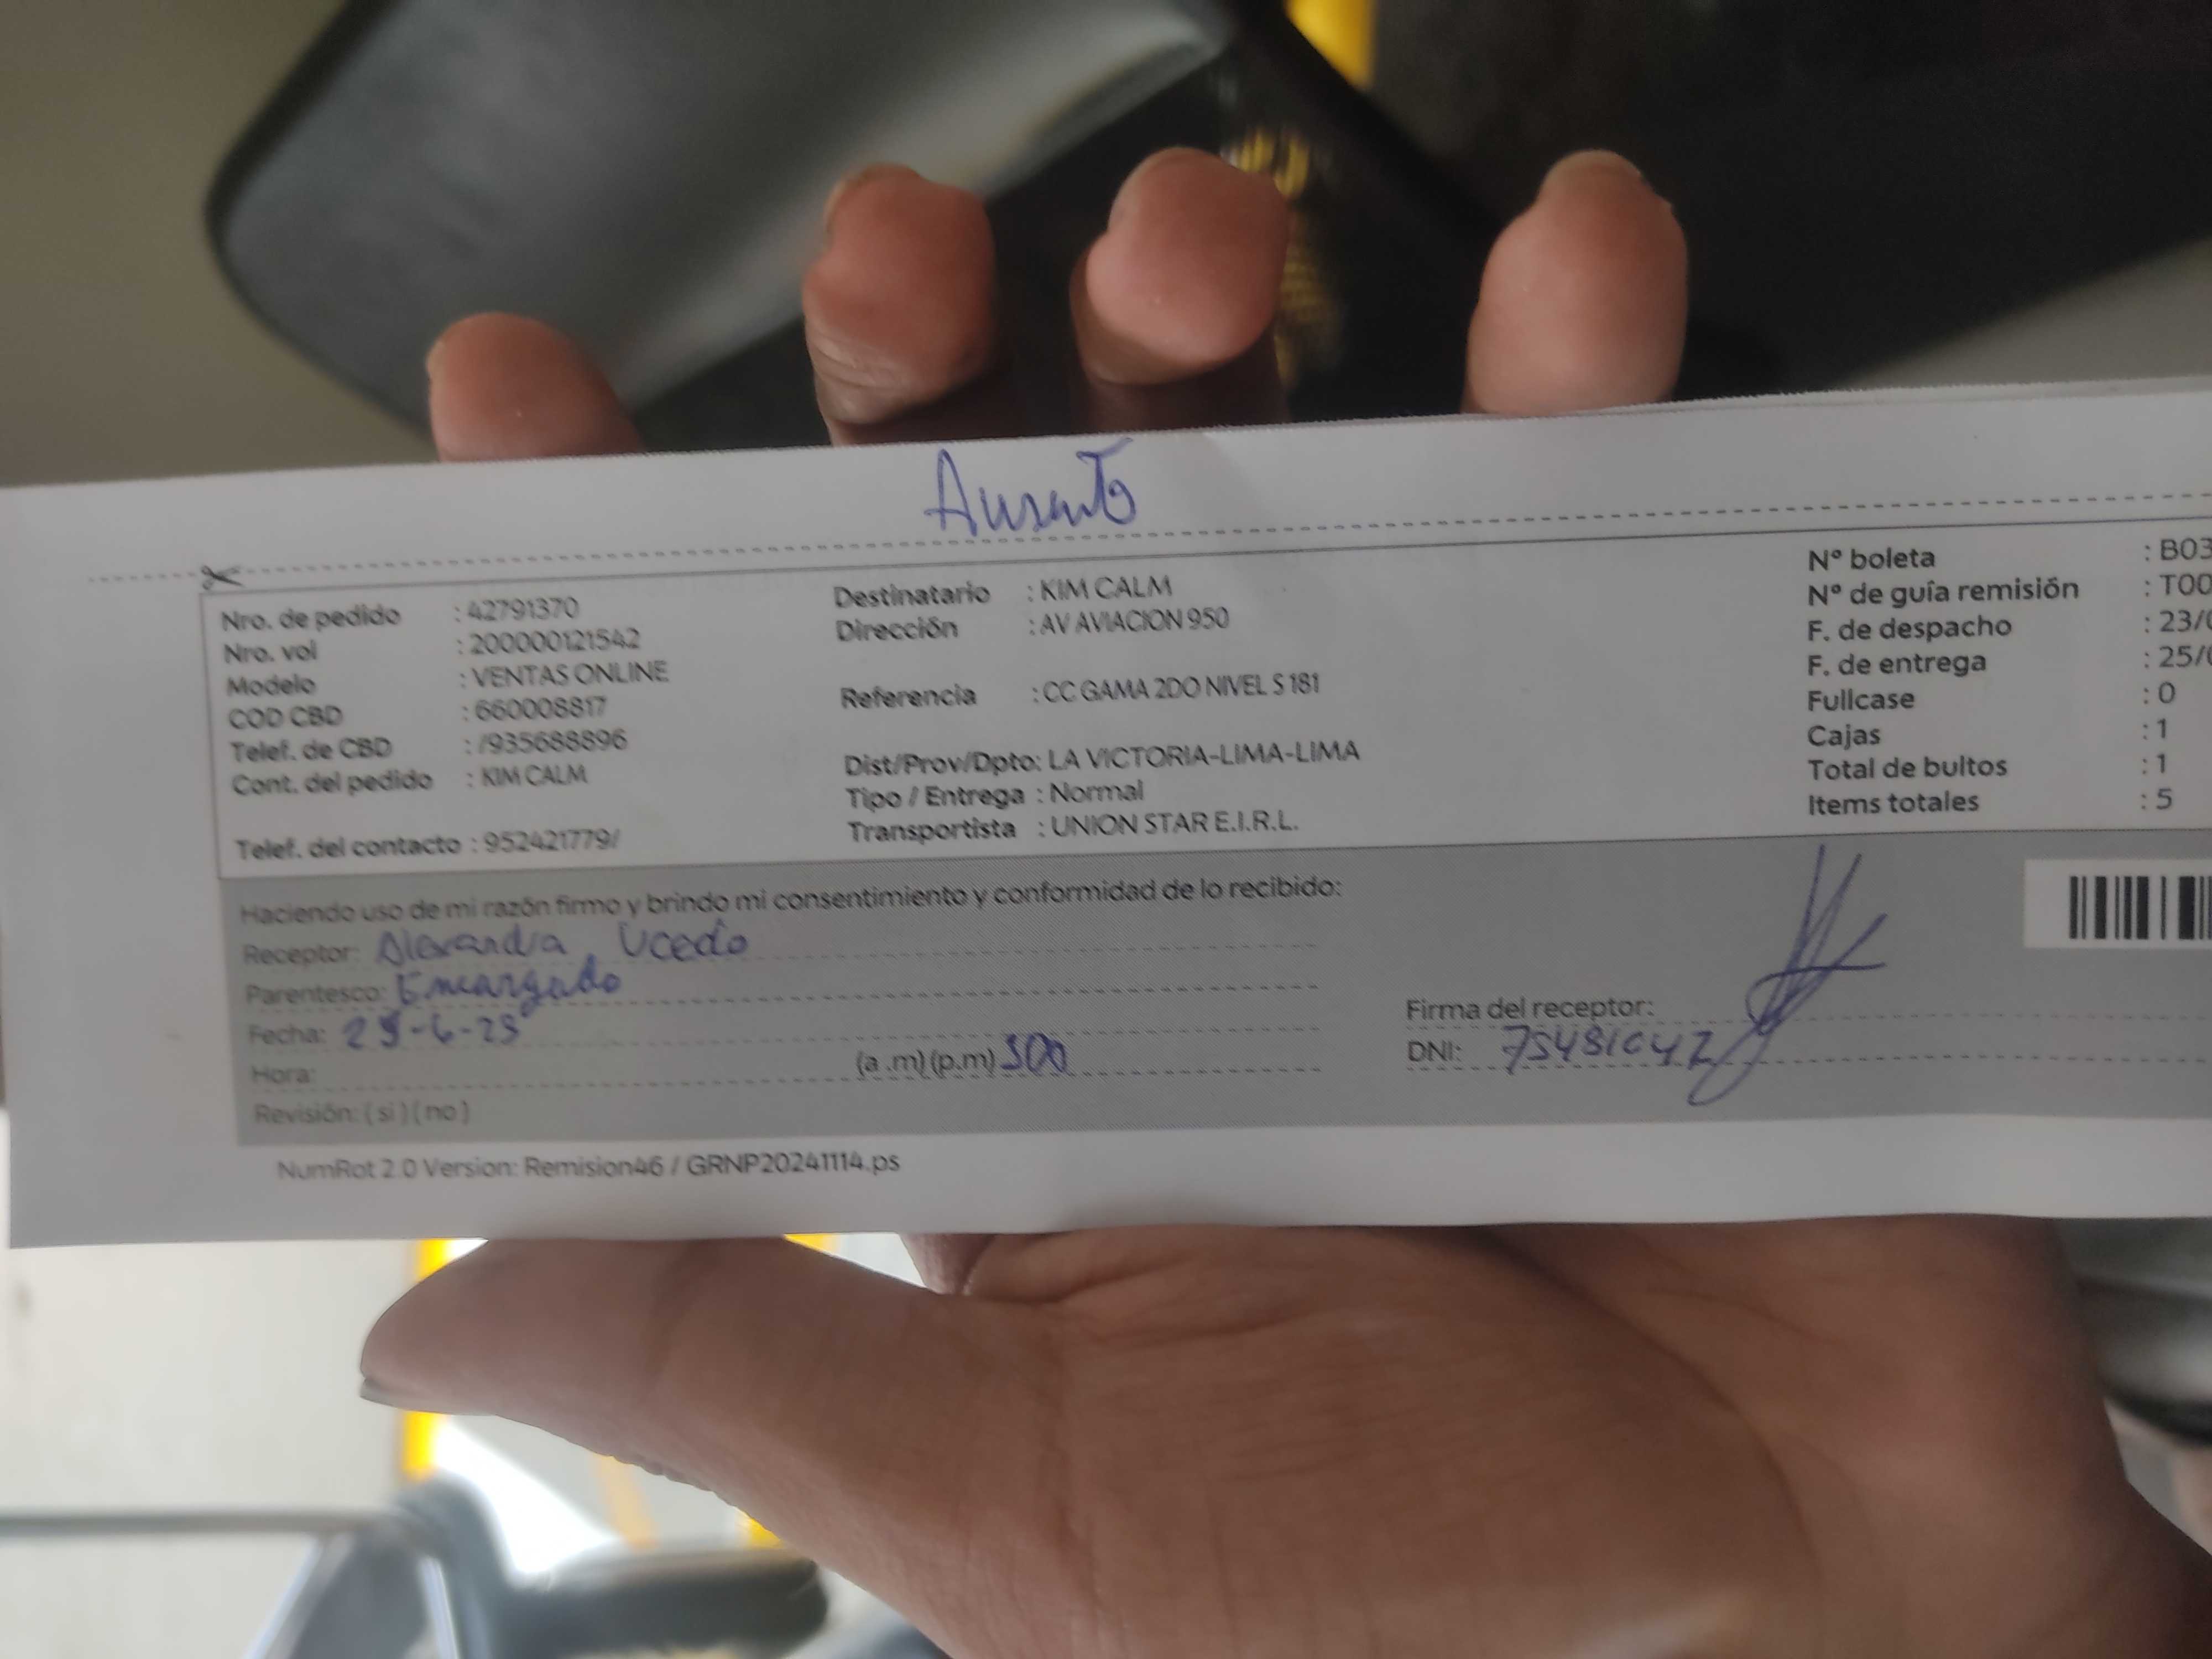 Ausente
Nro. de pedido : 42791370
Nro. vol : 200000121542
Modelo : VENTAS ONLINE
COD CBD : 660008817
Telef. de CBD : /935688896
Cont. del pedido : KIM CALM
Telef. del contacto : 952421779/
Destinatario : KIM CALM
Dirección : AV AVIACION 950
Referencia : CC GAMA 2DO NIVEL S 181
Dist/Prov/Dpto: LA VICTORIA-LIMA-LIMA
Tipo / Entrega : Normal
Transportista : UNION STAR E.I.R.L.
N° boleta : B03
N° de guía remisión : T00
F. de despacho : 23/0
F. de entrega : 25/0
Fullcase : 0
Cajas : 1
Total de bultos : 1
Items totales : 5
Haciendo uso de mi razón firmo y brindo mi consentimiento y conformidad de lo recibido:
Receptor: Alexandra Ucedo
Parentesco: Encargado
Fecha: 25-6-25
Hora: (a .m) (p.m) 300
Revisión: ( si ) ( no )
Firma del receptor:
DNI: 75481042
NumRot 2.0 Version: Remision46 / GRNP20241114.ps